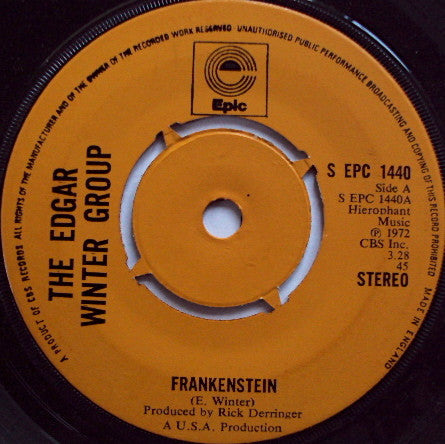 ALL RIGHTS OF THE MANUFACTURER AND OF THE OWNER OF THE RECORDED WORK RESERVED · UNAUTHORISED PUBLIC PERFORMANCE BROADCASTING AND COPYING OF THIS RECORD PROHIBITED
e
Epic
THE EDGAR
WINTER GROUP
S EPC 1440
Side A
S EPC 1440A
Hierophant
Music
℗ 1972
CBS Inc.
3.28
45
STEREO
A PRODUCT OF CBS RECORDS
MADE IN ENGLAND
FRANKENSTEIN
(E. Winter)
Produced by Rick Derringer
A U.S.A. Production